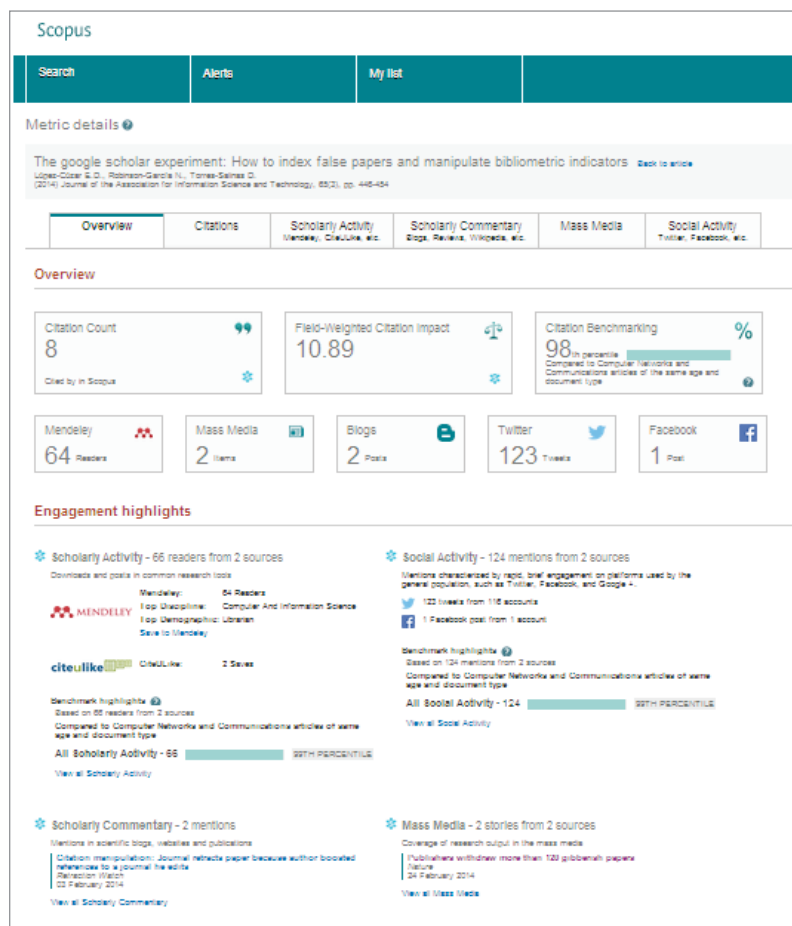 Scopus
Search Alerts My list
Metric details
The google scholar experiment: How to index false papers and manipulate bibliometric indicators Back to article
López-Cózar E.D., Robinson-García N., Torres-Salinas D.
(2014) Journal of the Association for Information Science and Technology, 65(3), pp. 446-454
Overview Citations Scholarly Activity Scholarly Commentary Mass Media Social Activity
Mendeley, CiteULike, etc. Blogs, Reviews, Wikipedia, etc. Twitter, Facebook, etc.
Overview
Citation Count
8
Cited by in Scopus
Field-Weighted Citation Impact
10.89
Citation Benchmarking
%
98th percentile
Compared to Computer Networks and
Communications articles of the same age and
document type
Mendeley
64 Readers
Mass Media
2 Items
Blogs
2 Posts
Twitter
123 Tweets
Facebook
1 Post
Engagement highlights
Scholarly Activity - 66 readers from 2 sources
Downloads and posts in common research tools
MENDELEY
Mendeley: 64 Readers
Top Discipline: Computer And Information Science
Top Demographic: Librarian
Save to Mendeley
citeulike
CiteULike: 2 Saves
Benchmark highlights
Based on 66 readers from 2 sources
Compared to Computer Networks and Communications articles of same
age and document type
All Scholarly Activity - 66 99TH PERCENTILE
View all Scholarly Activity
Social Activity - 124 mentions from 2 sources
Mentions characterized by rapid, brief engagement on platforms used by the
general population, such as Twitter, Facebook, and Google +.
123 tweets from 116 accounts
1 Facebook post from 1 account
Benchmark highlights
Based on 124 mentions from 2 sources
Compared to Computer Networks and Communications articles of same
age and document type
All Social Activity - 124 99TH PERCENTILE
View all Social Activity
Scholarly Commentary - 2 mentions
Mentions in scientific blogs, websites and publications
Citation manipulation: Journal retracts paper because author boosted
references to a journal he edits
Retraction Watch
03 February 2014
View all Scholarly Commentary
Mass Media - 2 stories from 2 sources
Coverage of research output in the mass media
Publishers withdraw more than 120 gibberish papers
Nature
24 February 2014
View all Mass Media